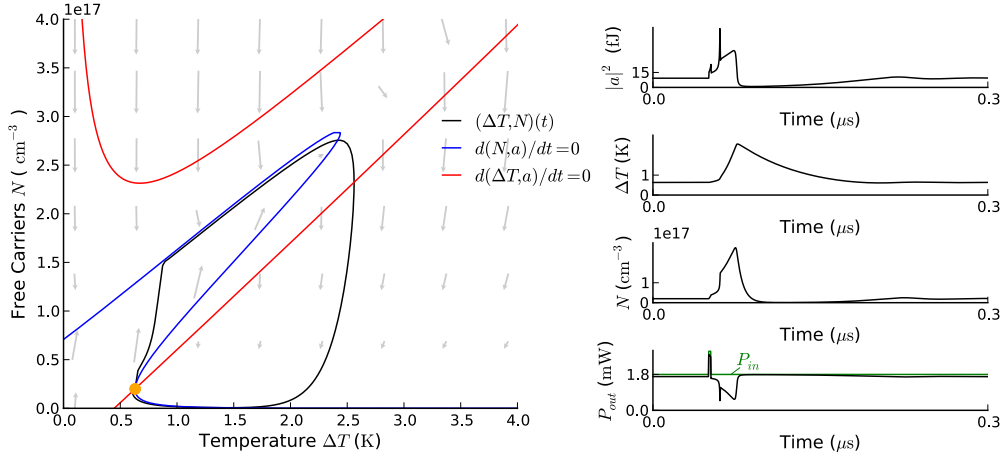 1e17
4.0
3.5
3.0
2.5
2.0
1.5
1.0
0.5
0.0
Free Carriers N ( cm⁻³ )
0.0 0.5 1.0 1.5 2.0 2.5 3.0 3.5 4.0
Temperature ΔT (K)
(ΔT,N)(t)
d(N,a)/dt=0
d(ΔT,a)/dt=0
|a|² (fJ)
15
0
0.0 0.3
Time (μs)
ΔT (K)
1
0
0.0 0.3
Time (μs)
1e17
N (cm⁻³)
1
0
0.0 0.3
Time (μs)
P_out (mW)
1.8
0.0
P_in
0.0 0.3
Time (μs)